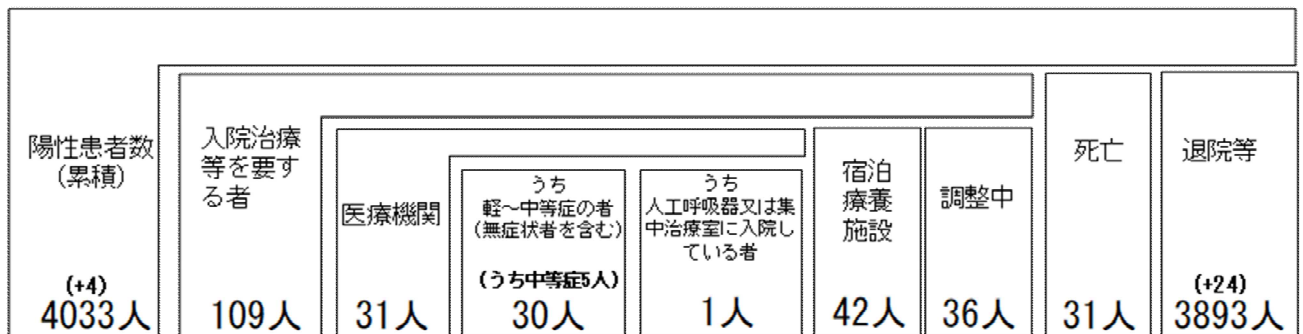 陽性患者数
(累積)
(+4)
4033人
入院治療
等を要す
る者
109人
医療機関
31人
うち
軽～中等症の者
(無症状者を含む)
(うち中等症5人)
30人
うち
人工呼吸器又は集
中治療室に入院し
ている者
1人
宿泊
療養
施設
42人
調整中
36人
死亡
31人
退院等
(+24)
3893人